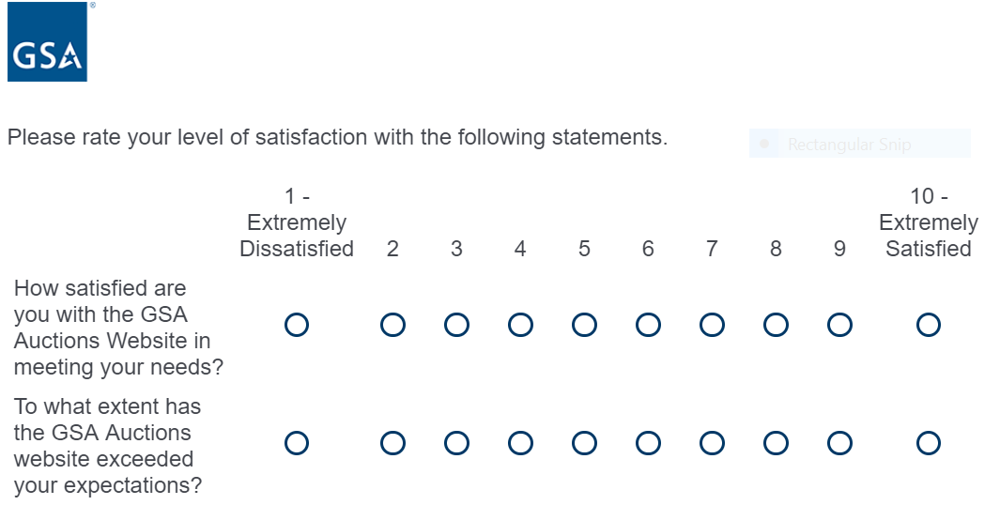 GSA
®
Please rate your level of satisfaction with the following statements.
Rectangular Snip
1 -
Extremely
Dissatisfied
2
3
4
5
6
7
8
9
10 -
Extremely
Satisfied
How satisfied are
you with the GSA
Auctions Website in
meeting your needs?
To what extent has
the GSA Auctions
website exceeded
your expectations?